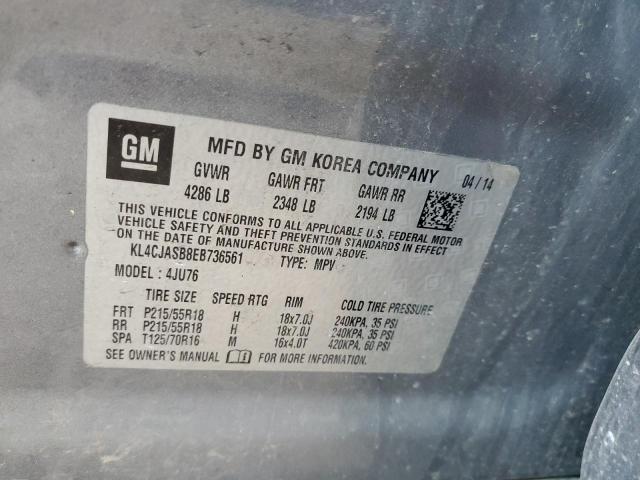 GM
MFD BY GM KOREA COMPANY 04 / 14
GVWR GAWR FRT GAWR RR
4286 LB 2348 LB 2194 LB
THIS VEHICLE CONFORMS TO ALL APPLICABLE U.S. FEDERAL MOTOR
VEHICLE SAFETY AND THEFT PREVENTION STANDARDS IN EFFECT ON
THE DATE OF MANUFACTURE SHOWN ABOVE.
KL4CJASB8EB736561 TYPE: MPV
MODEL : 4JU76
TIRE SIZE SPEED RTG RIM COLD TIRE PRESSURE
FRT P215/55R18 H 18x7.0J 240KPA, 35 PSI
RR P215/55R18 H 18x7.0J 240KPA, 35 PSI
SPA T125/70R16 M 16x4.0T 420KPA, 60 PSI
SEE OWNER'S MANUAL FOR MORE INFORMATION.